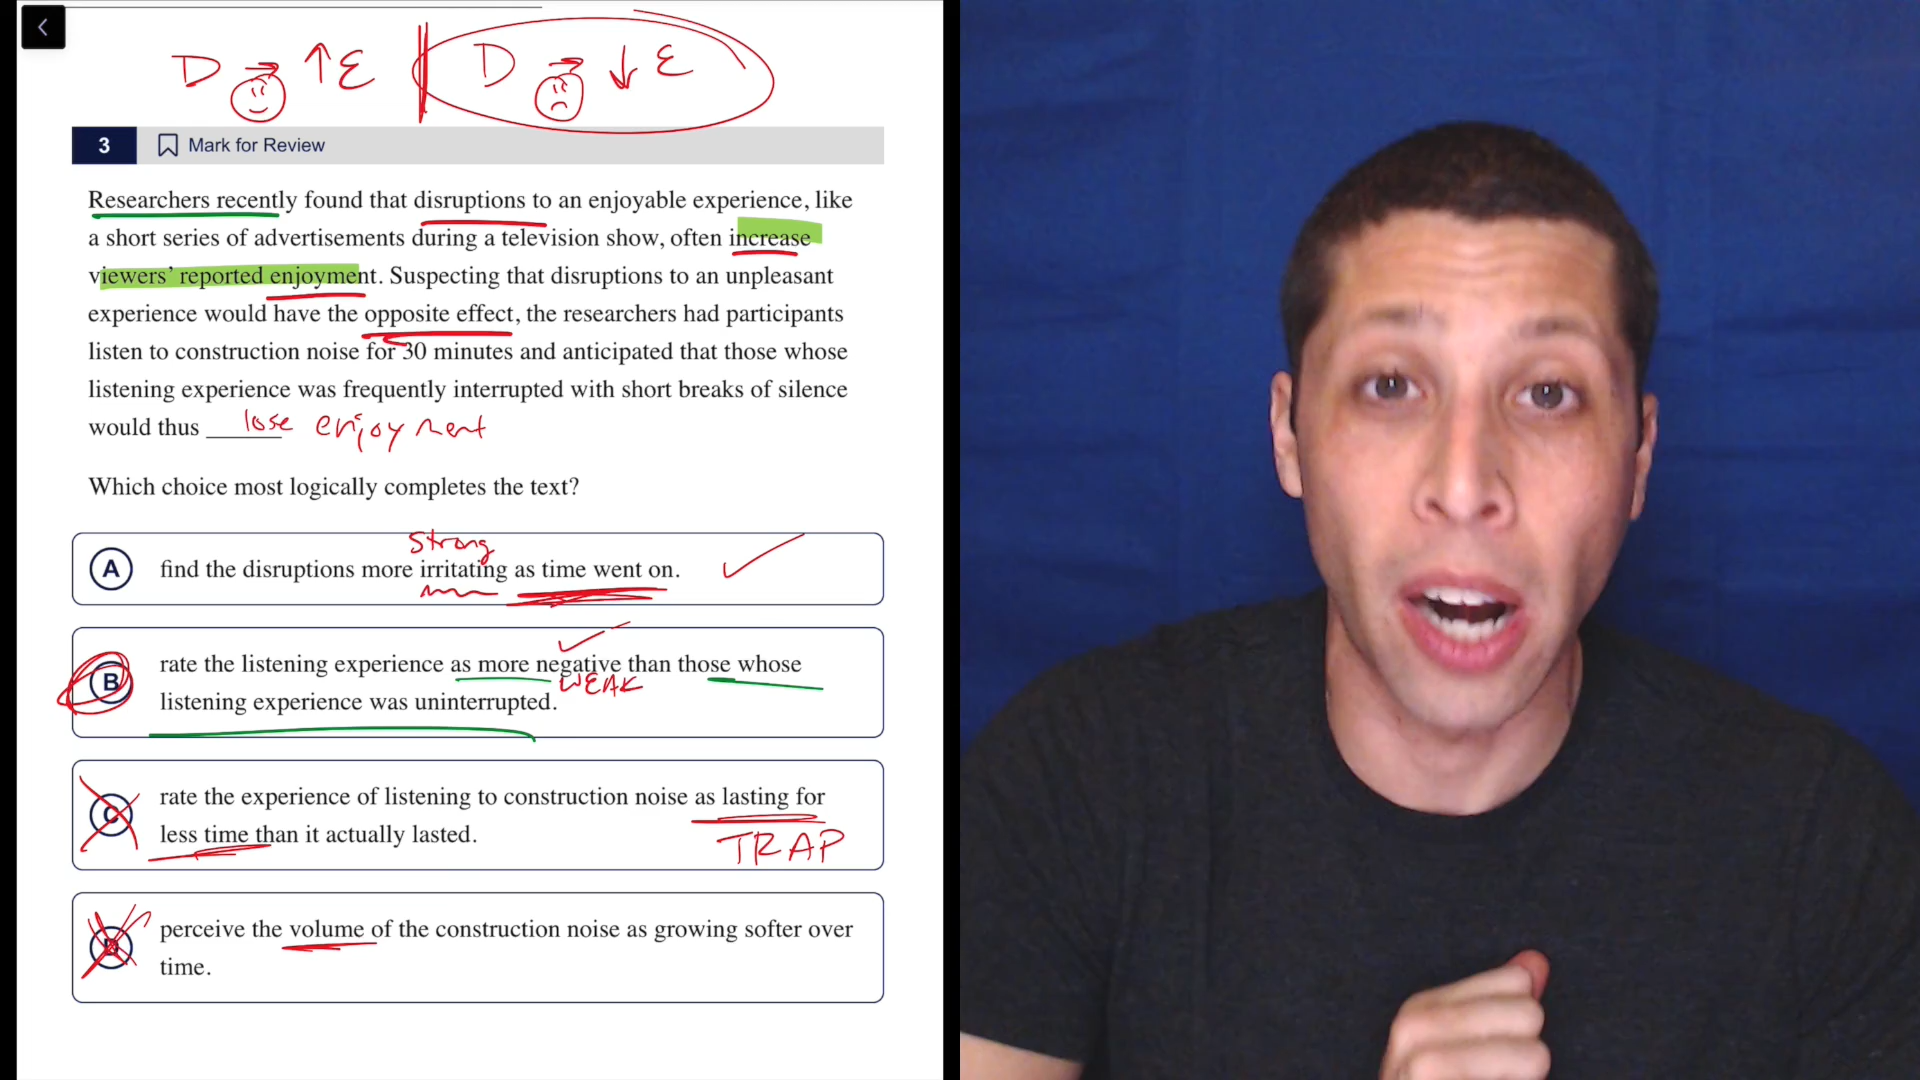 D ↑ E D ↓ E
3 Mark for Review
Researchers recently found that disruptions to an enjoyable experience, like
a short series of advertisements during a television show, often increase
viewers’ reported enjoyment. Suspecting that disruptions to an unpleasant
experience would have the opposite effect, the researchers had participants
listen to construction noise for 30 minutes and anticipated that those whose
listening experience was frequently interrupted with short breaks of silence
would thus ______ lose enjoyment
Which choice most logically completes the text?
strong
A find the disruptions more irritating as time went on.
B rate the listening experience as more negative than those whose
WEAK
listening experience was uninterrupted.
C rate the experience of listening to construction noise as lasting for
less time than it actually lasted.
TRAP
D perceive the volume of the construction noise as growing softer over
time.